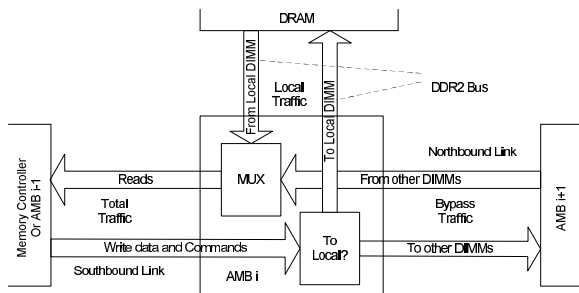 DRAM
From Local DIMM
Local
Traffic
To Local DIMM
DDR2 Bus
Northbound Link
Memory Controller
Or AMB i-1
Reads
MUX
From other DIMMs
AMB i+1
Total
Traffic
Bypass
Traffic
Write data and Commands
To
Local?
To other DIMMs
Southbound Link
AMB i